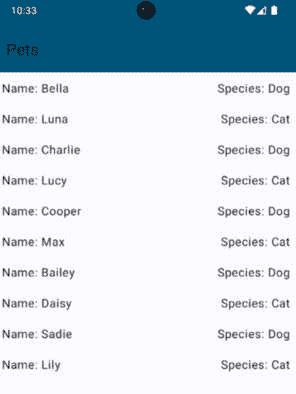 10:33
Pets
Name: Bella Species: Dog
Name: Luna Species: Cat
Name: Charlie Species: Dog
Name: Lucy Species: Cat
Name: Cooper Species: Dog
Name: Max Species: Cat
Name: Bailey Species: Dog
Name: Daisy Species: Cat
Name: Sadie Species: Dog
Name: Lily Species: Cat